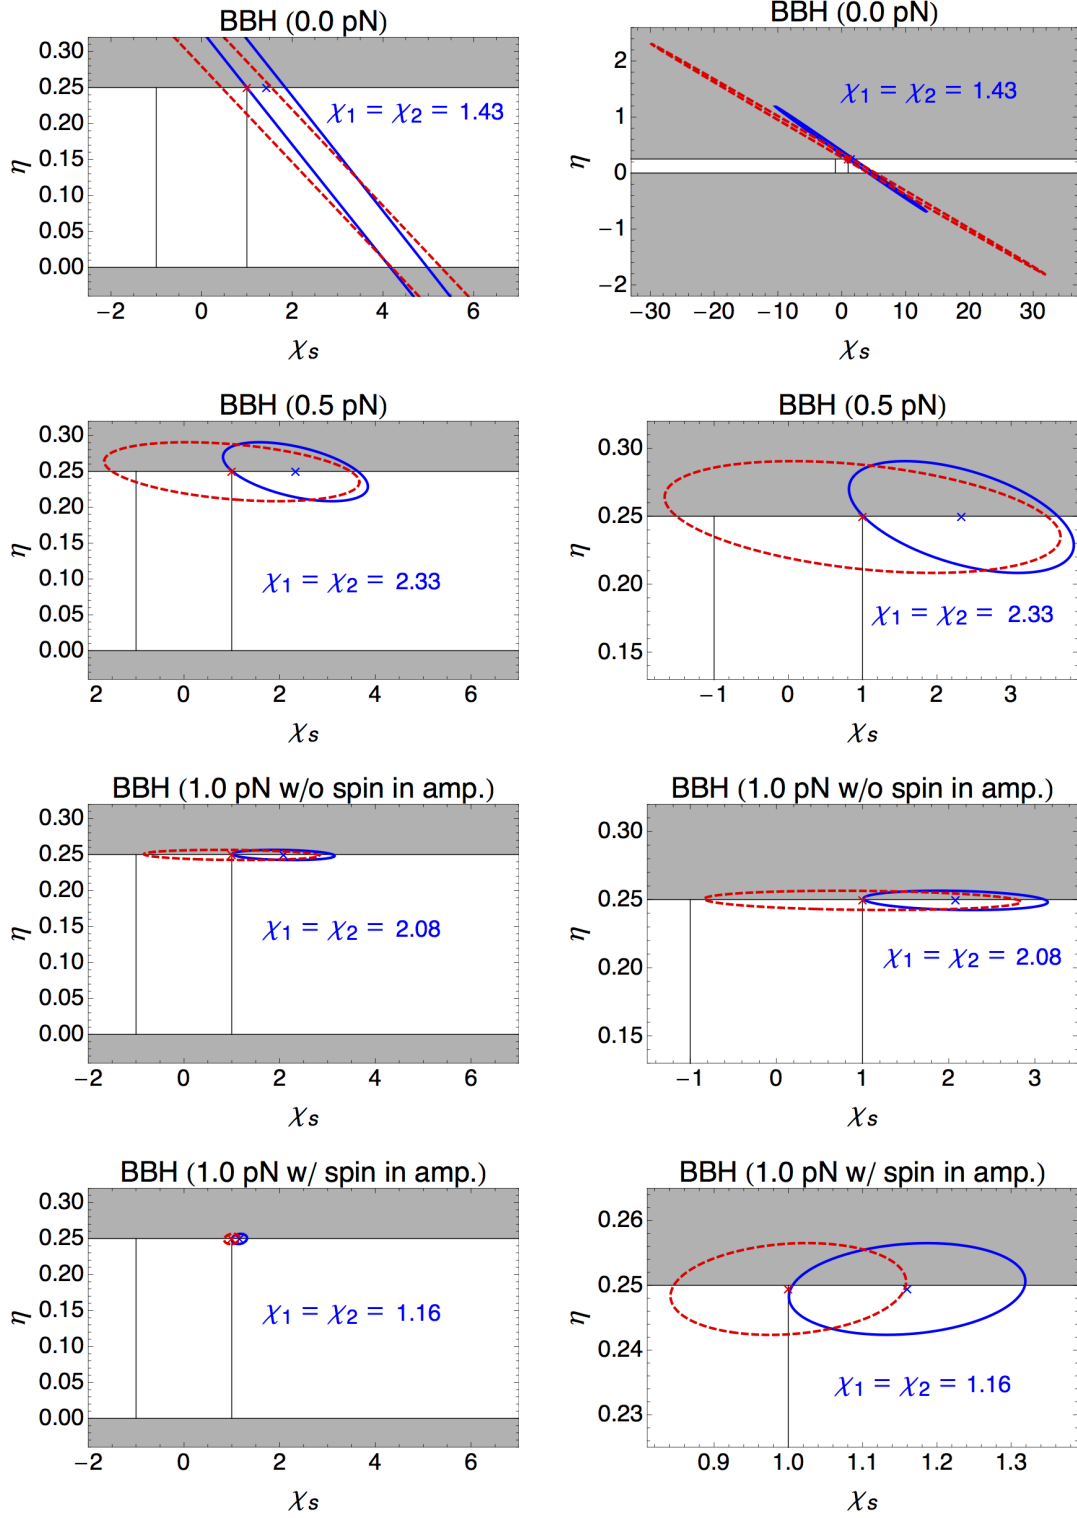 BBH (0.0 pN)
0.30
0.25
0.20
0.15
0.10
0.05
0.00
η
χ1 = χ2 = 1.43
−2 0 2 4 6
χs
BBH (0.0 pN)
2
1
0
−1
−2
η
χ1 = χ2 = 1.43
−30 −20 −10 0 10 20 30
χs
BBH (0.5 pN)
0.30
0.25
0.20
0.15
0.10
0.05
0.00
η
χ1 = χ2 = 2.33
2 0 2 4 6
χs
BBH (0.5 pN)
0.30
0.25
0.20
0.15
η
χ1 = χ2 = 2.33
−1 0 1 2 3
χs
BBH (1.0 pN w/o spin in amp.)
0.30
0.25
0.20
0.15
0.10
0.05
0.00
η
χ1 = χ2 = 2.08
−2 0 2 4 6
χs
BBH (1.0 pN w/o spin in amp.)
0.30
0.25
0.20
0.15
η
χ1 = χ2 = 2.08
−1 0 1 2 3
χs
BBH (1.0 pN w/ spin in amp.)
0.30
0.25
0.20
0.15
0.10
0.05
0.00
η
χ1 = χ2 = 1.16
−2 0 2 4 6
χs
BBH (1.0 pN w/ spin in amp.)
0.26
0.25
0.24
0.23
η
χ1 = χ2 = 1.16
0.9 1.0 1.1 1.2 1.3
χs